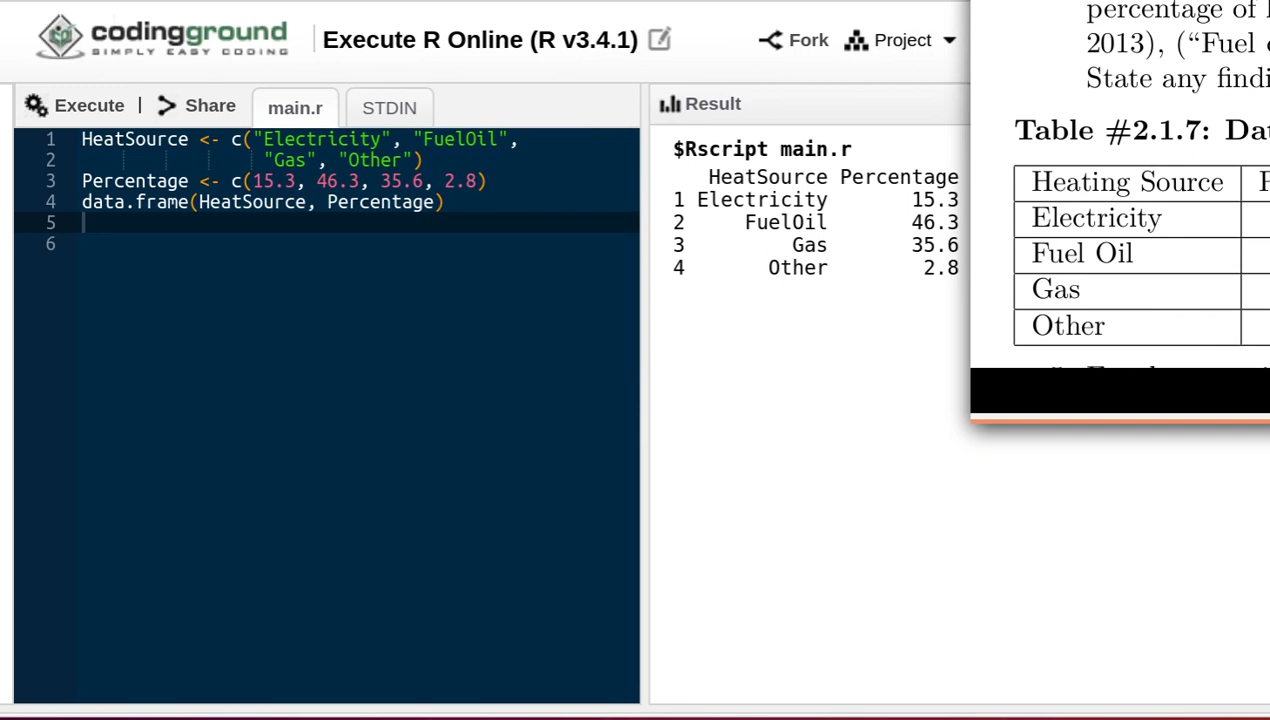 codingground
SIMPLY EASY CODING
Execute R Online (R v3.4.1)
Fork
Project
Execute | Share
main.r
STDIN
1 HeatSource <- c("Electricity", "FuelOil",
2 "Gas", "Other")
3 Percentage <- c(15.3, 46.3, 35.6, 2.8)
4 data.frame(HeatSource, Percentage)
5
6
Result
$Rscript main.r
HeatSource Percentage
1 Electricity 15.3
2 FuelOil 46.3
3 Gas 35.6
4 Other 2.8
percentage of
2013), ("Fuel
State any findi
Table #2.1.7: Da
Heating Source
Electricity
Fuel Oil
Gas
Other